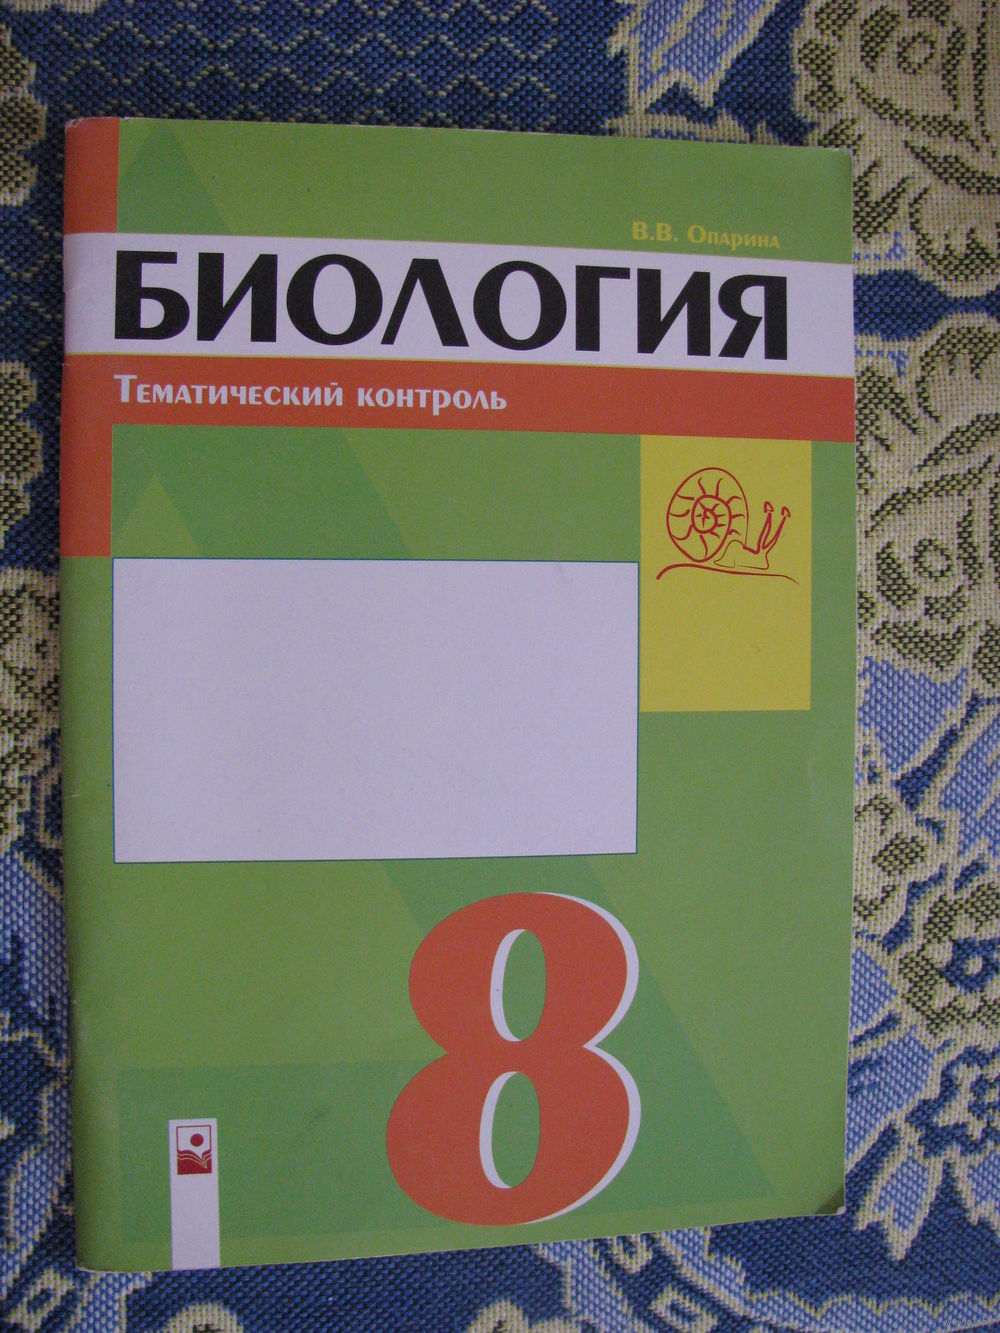 В.В. Опарина
БИОЛОГИЯ
Тематический контроль
8